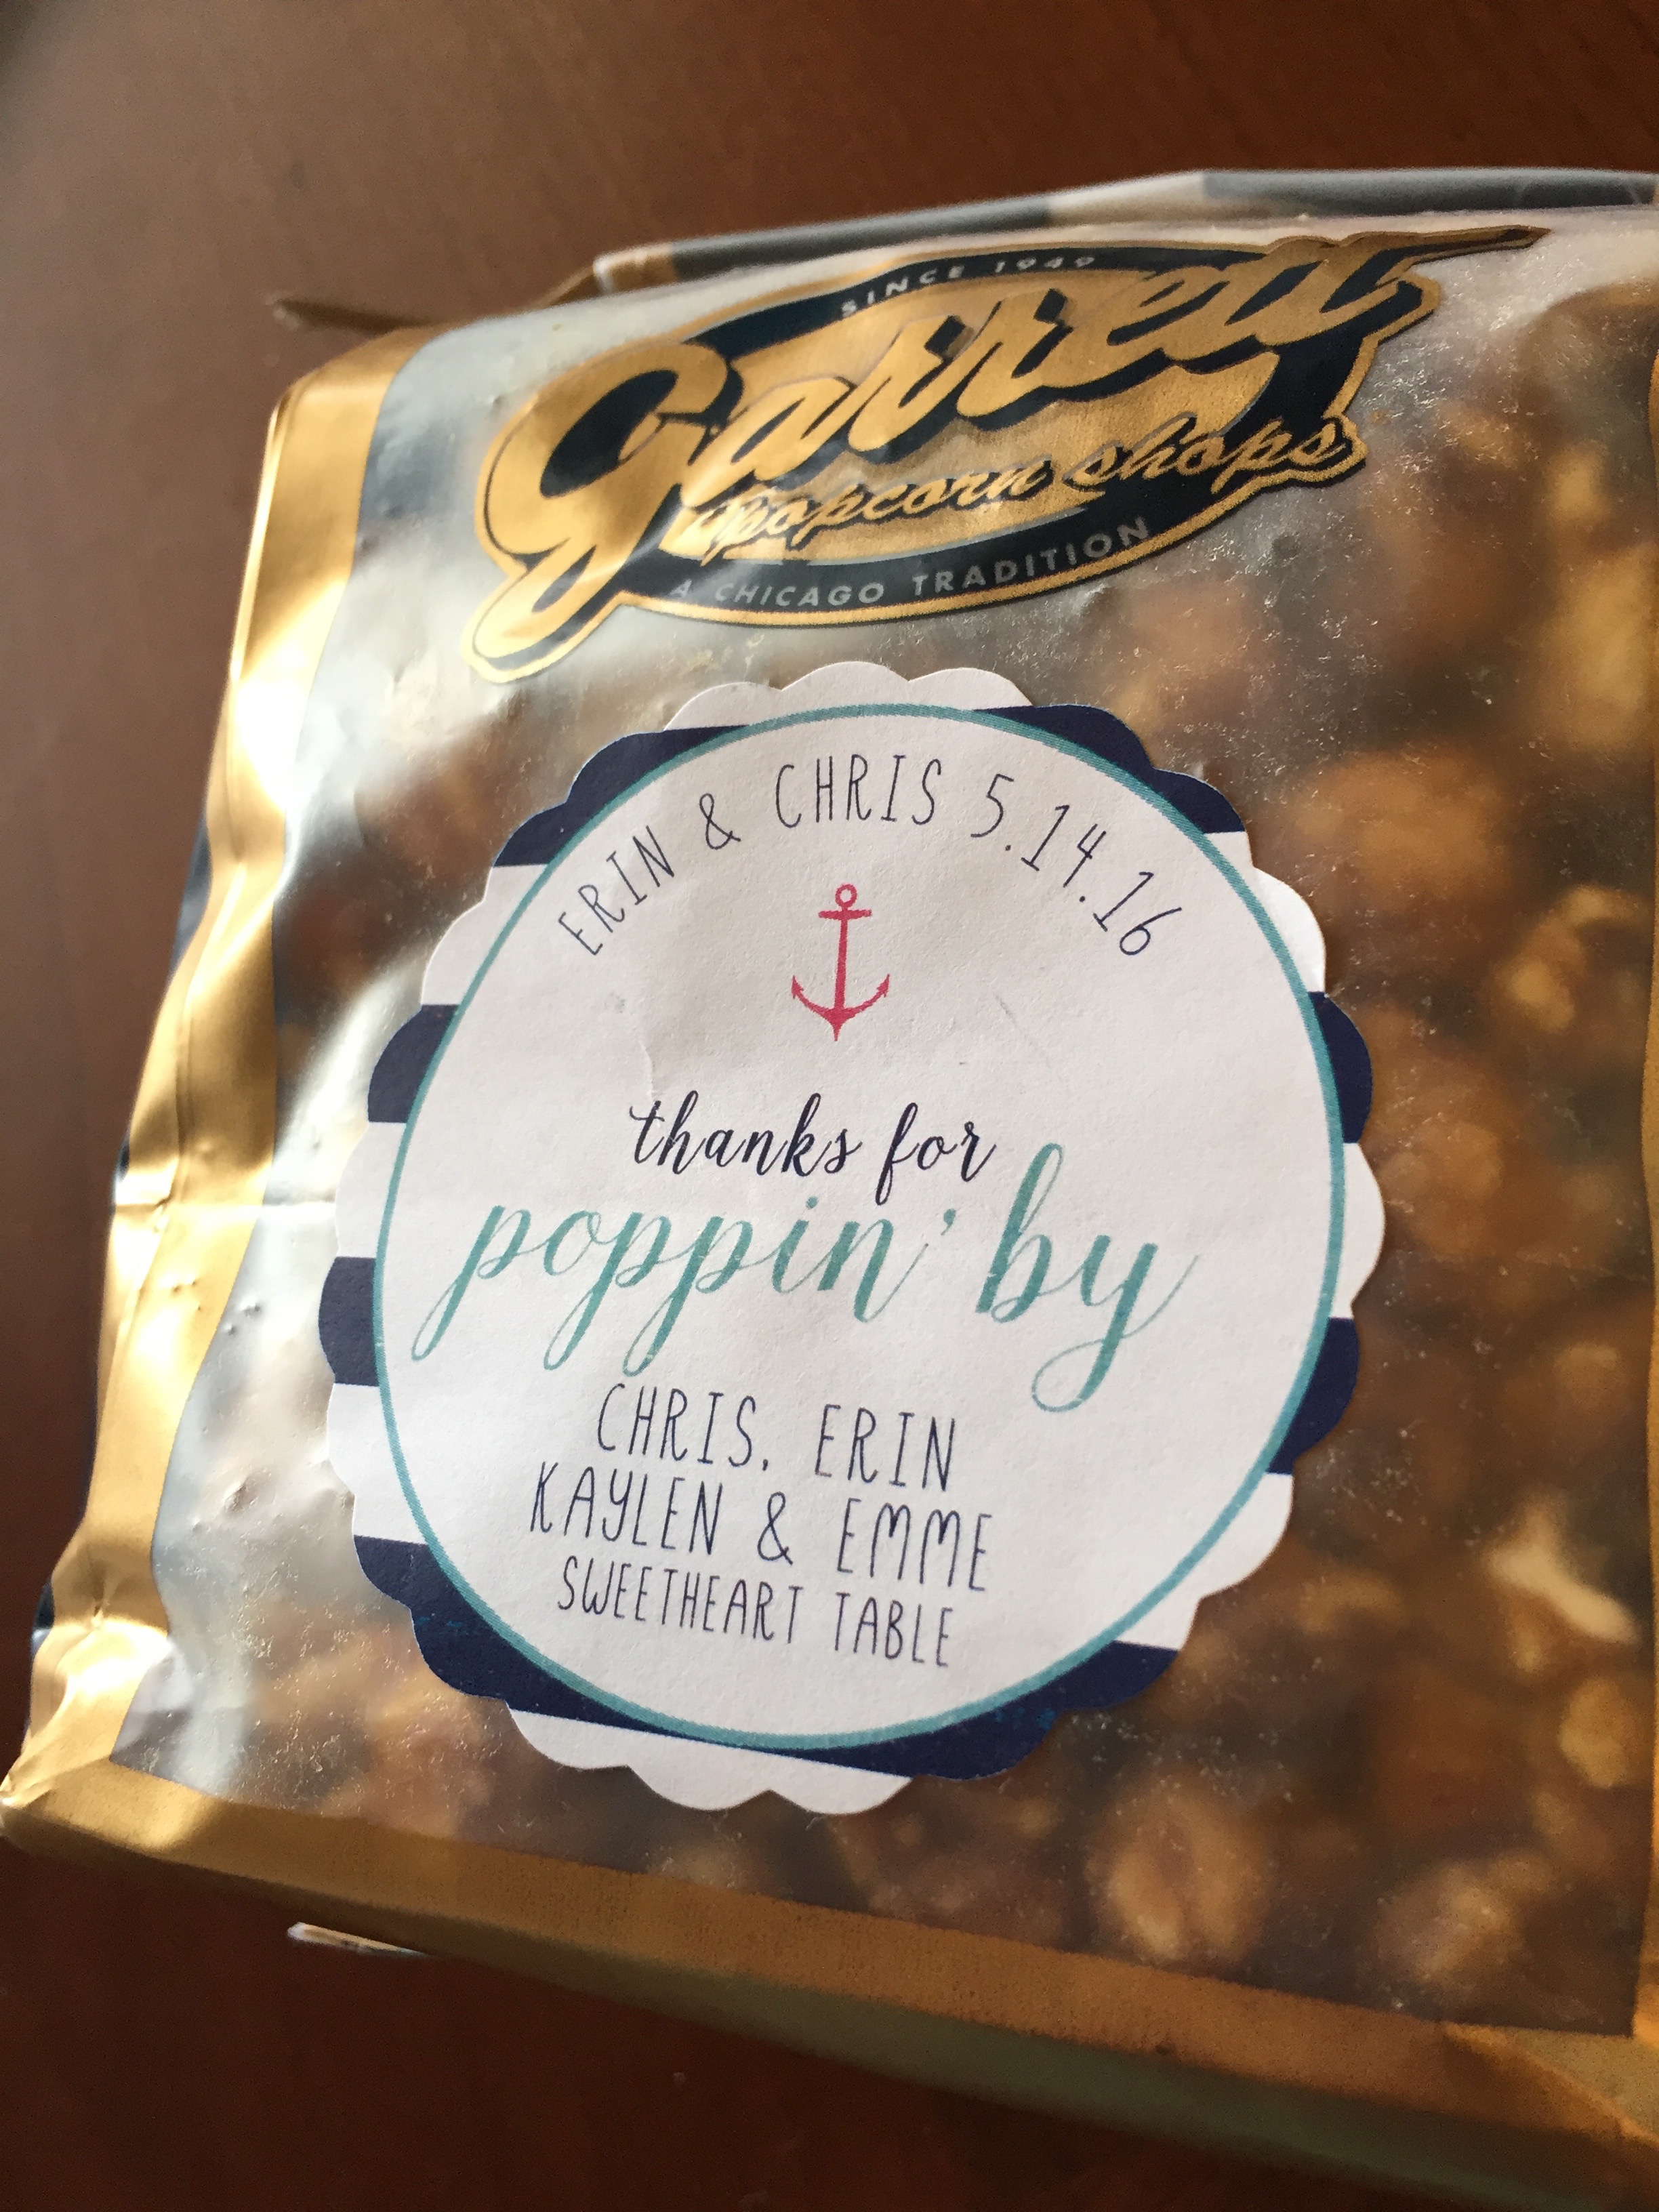 SINCE 1949
Garrett
popcorn shops
A CHICAGO TRADITION
ERIN & CHRIS 5.14.16
thanks for
poppin' by
CHRIS, ERIN
KAYLEN & EMME
SWEETHEART TABLE